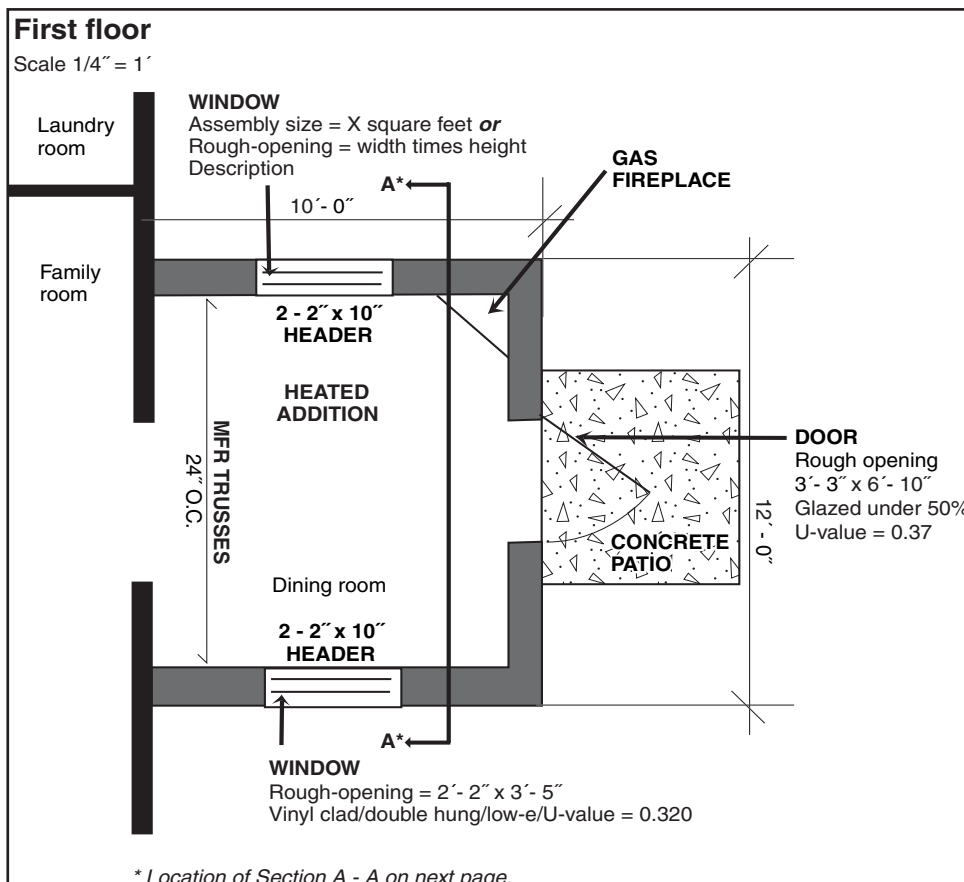 First floor
Scale 1/4˝ = 1´
Laundry
room
WINDOW
Assembly size = X square feet or
Rough-opening = width times height
Description
A*
GAS
FIREPLACE
10´- 0˝
Family
room
2 - 2˝ x 10˝
HEADER
HEATED
ADDITION
MFR TRUSSES
24˝ O.C.
DOOR
Rough opening
3´- 3˝ x 6´- 10˝
Glazed under 50%
U-value = 0.37
12´- 0˝
CONCRETE
PATIO
Dining room
2 - 2˝ x 10˝
HEADER
A*
WINDOW
Rough-opening = 2´- 2˝ x 3´- 5˝
Vinyl clad/double hung/low-e/U-value = 0.320
* Location of Section A - A on next page.